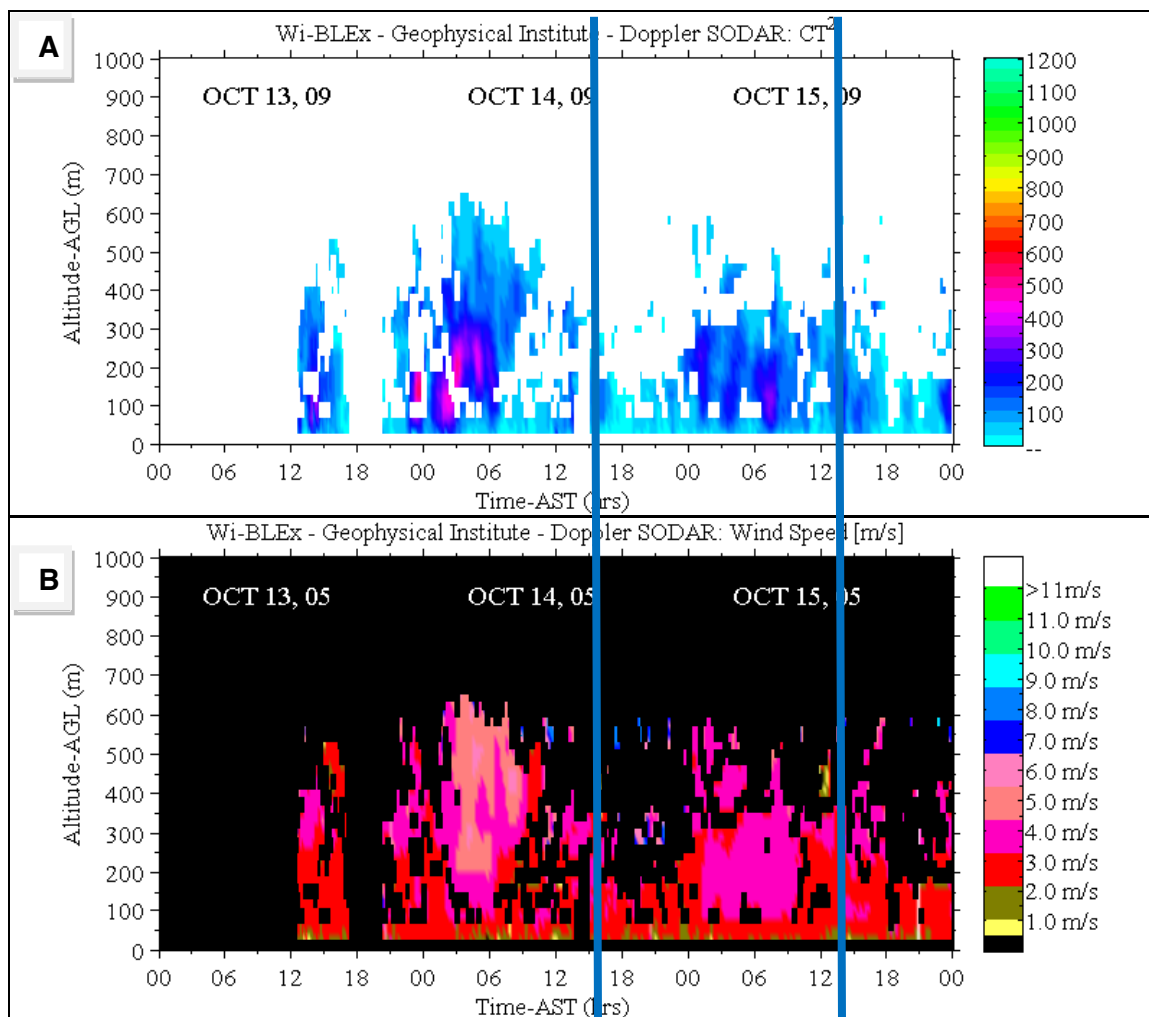 A
Wi-BLEx - Geophysical Institute - Doppler SODAR: CT2
1000
900
800
700
600
500
400
300
200
100
0
Altitude-AGL (m)
OCT 13, 09 OCT 14, 09 OCT 15, 09
1200
1100
1000
900
800
700
600
500
400
300
200
100
--
00 06 12 18 00 06 12 18 00 06 12 18 00
Time-AST (hrs)
B
Wi-BLEx - Geophysical Institute - Doppler SODAR: Wind Speed [m/s]
1000
900
800
700
600
500
400
300
200
100
0
Altitude-AGL (m)
OCT 13, 05 OCT 14, 05 OCT 15, 05
>11m/s
11.0 m/s
10.0 m/s
9.0 m/s
8.0 m/s
7.0 m/s
6.0 m/s
5.0 m/s
4.0 m/s
3.0 m/s
2.0 m/s
1.0 m/s
00 06 12 18 00 06 12 18 00 06 12 18 00
Time-AST (hrs)